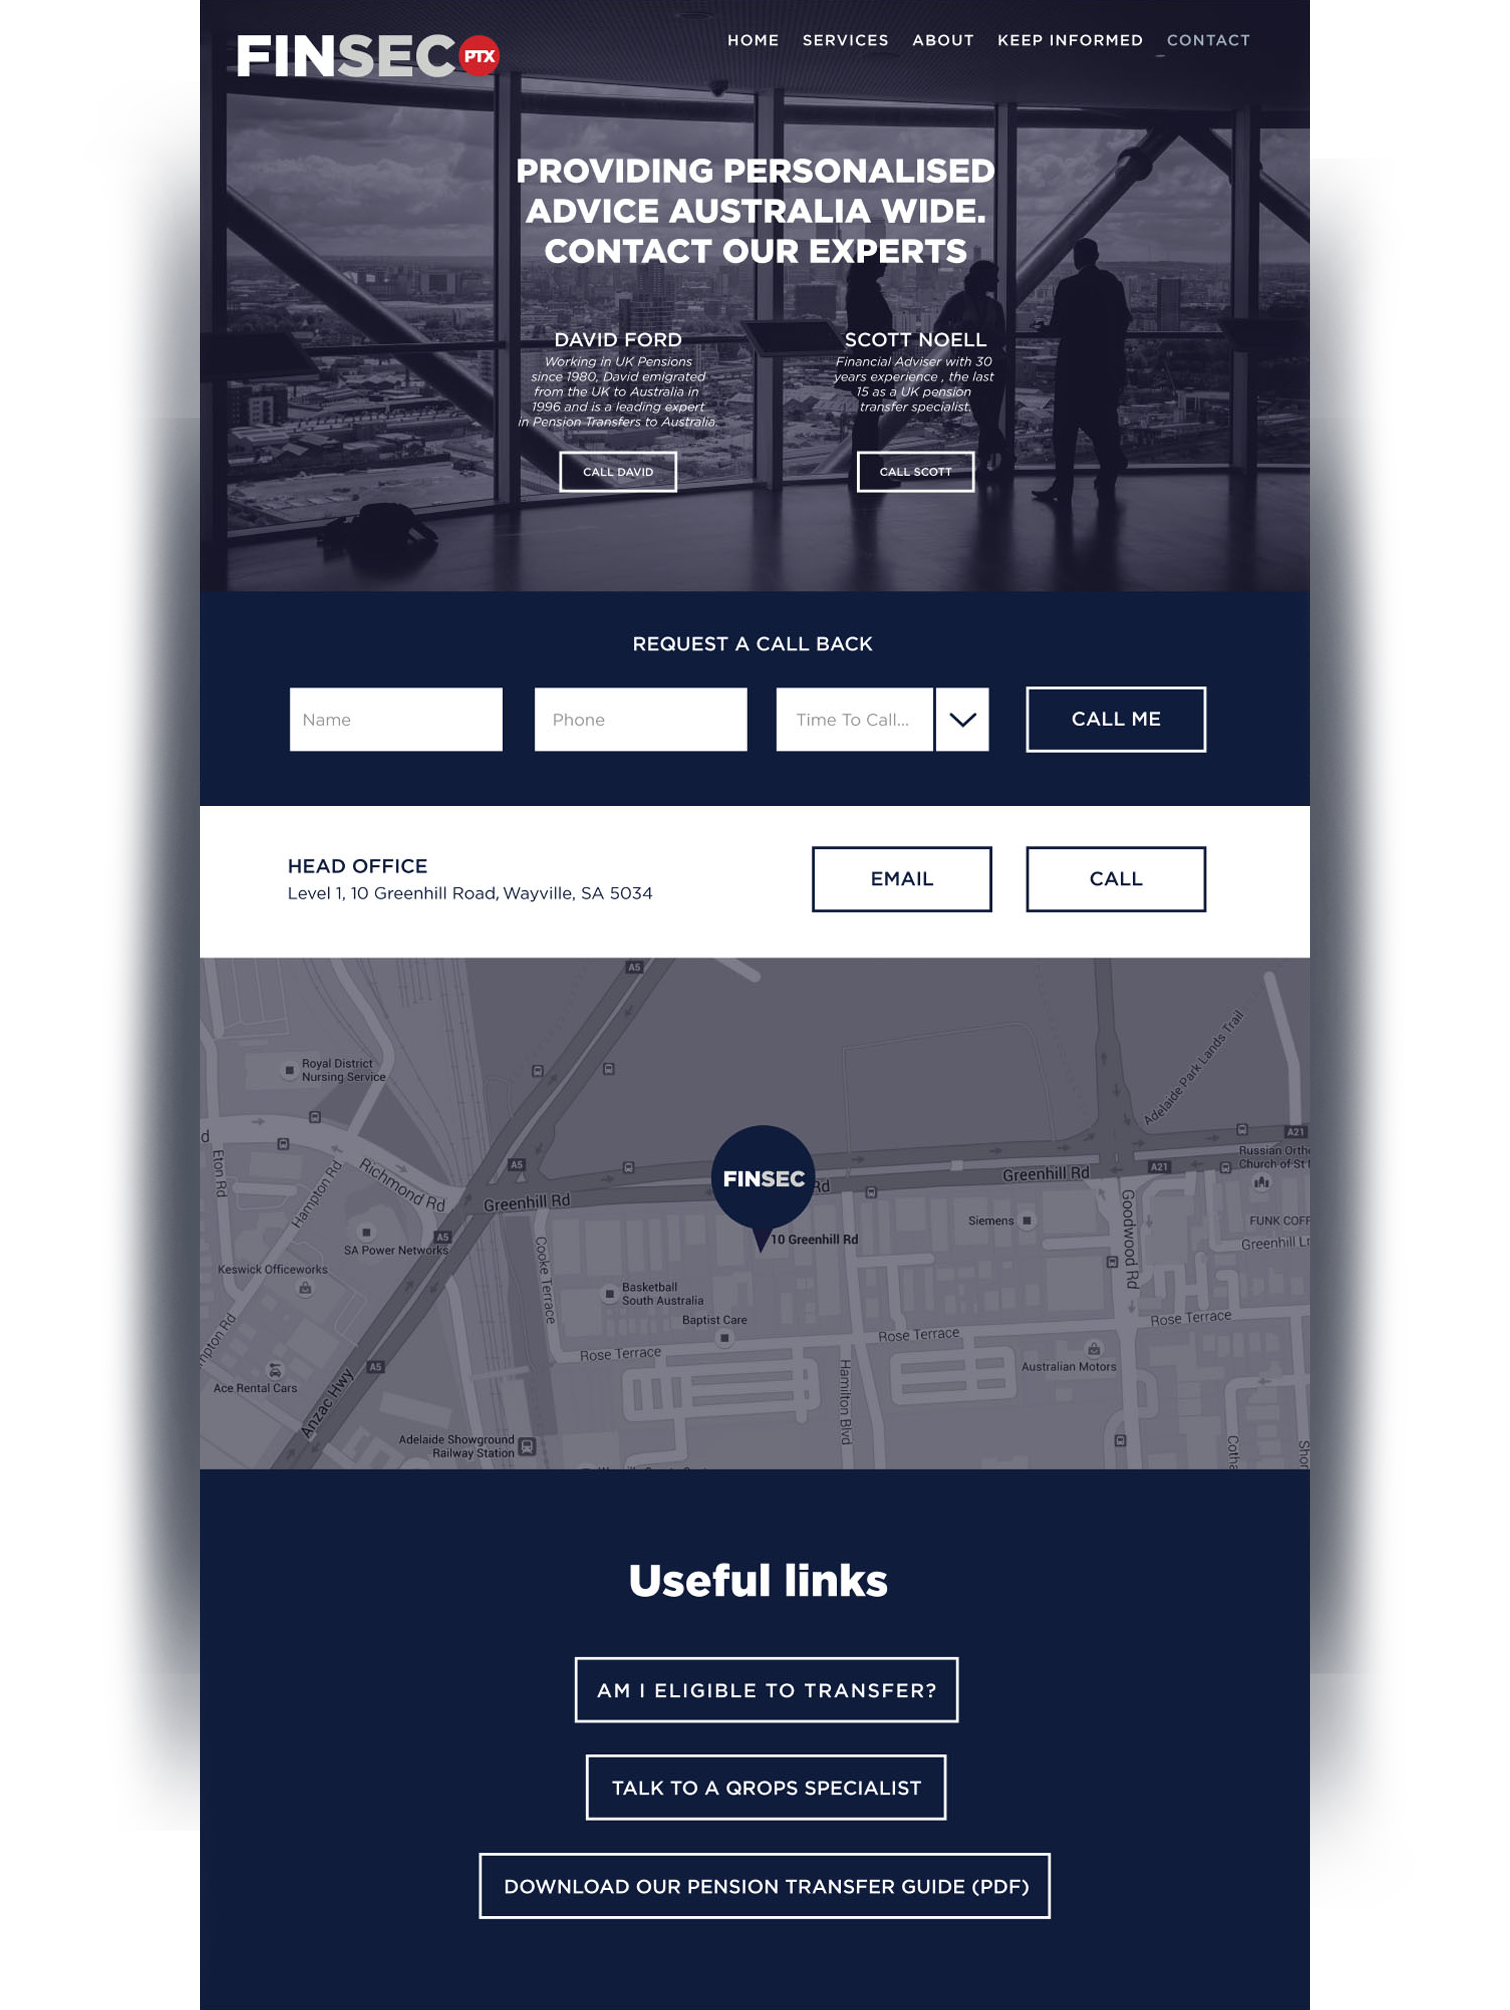 FINSEC PTX
HOME SERVICES ABOUT KEEP INFORMED CONTACT
PROVIDING PERSONALISED
ADVICE AUSTRALIA WIDE.
CONTACT OUR EXPERTS
DAVID FORD
Working in UK Pensions
since 1980, David emigrated
from the UK to Australia in
1996 and is a leading expert
in Pension Transfers to Australia.
CALL DAVID
SCOTT NOELL
Financial Adviser with 30
years experience , the last
15 as a UK pension
transfer specialist.
CALL SCOTT
REQUEST A CALL BACK
Name
Phone
Time To Call...
CALL ME
HEAD OFFICE
Level 1, 10 Greenhill Road, Wayville, SA 5034
EMAIL
CALL
A5
Royal District
Nursing Service
Adelaide Park Lands Trail
d
Eton Rd
Hampton Rd
Richmond Rd
A5
Greenhill Rd
FINSEC
Rd
10 Greenhill Rd
Greenhill Rd
A21
A21
Russian Orth
Church of St
Siemens
Goodwood Rd
FUNK COFF
Greenhill
SA Power Networks
A5
Keswick Officeworks
Cooke Terrace
Basketball
South Australia
Baptist Care
Rose Terrace
Rose Terrace
Rose Terrace
mpton Rd
Ace Rental Cars
A5
Anzac Hwy
Hamilton Blvd
Australian Motors
Adelaide Showground
Railway Station
Cotha
Useful links
AM I ELIGIBLE TO TRANSFER?
TALK TO A QROPS SPECIALIST
DOWNLOAD OUR PENSION TRANSFER GUIDE (PDF)